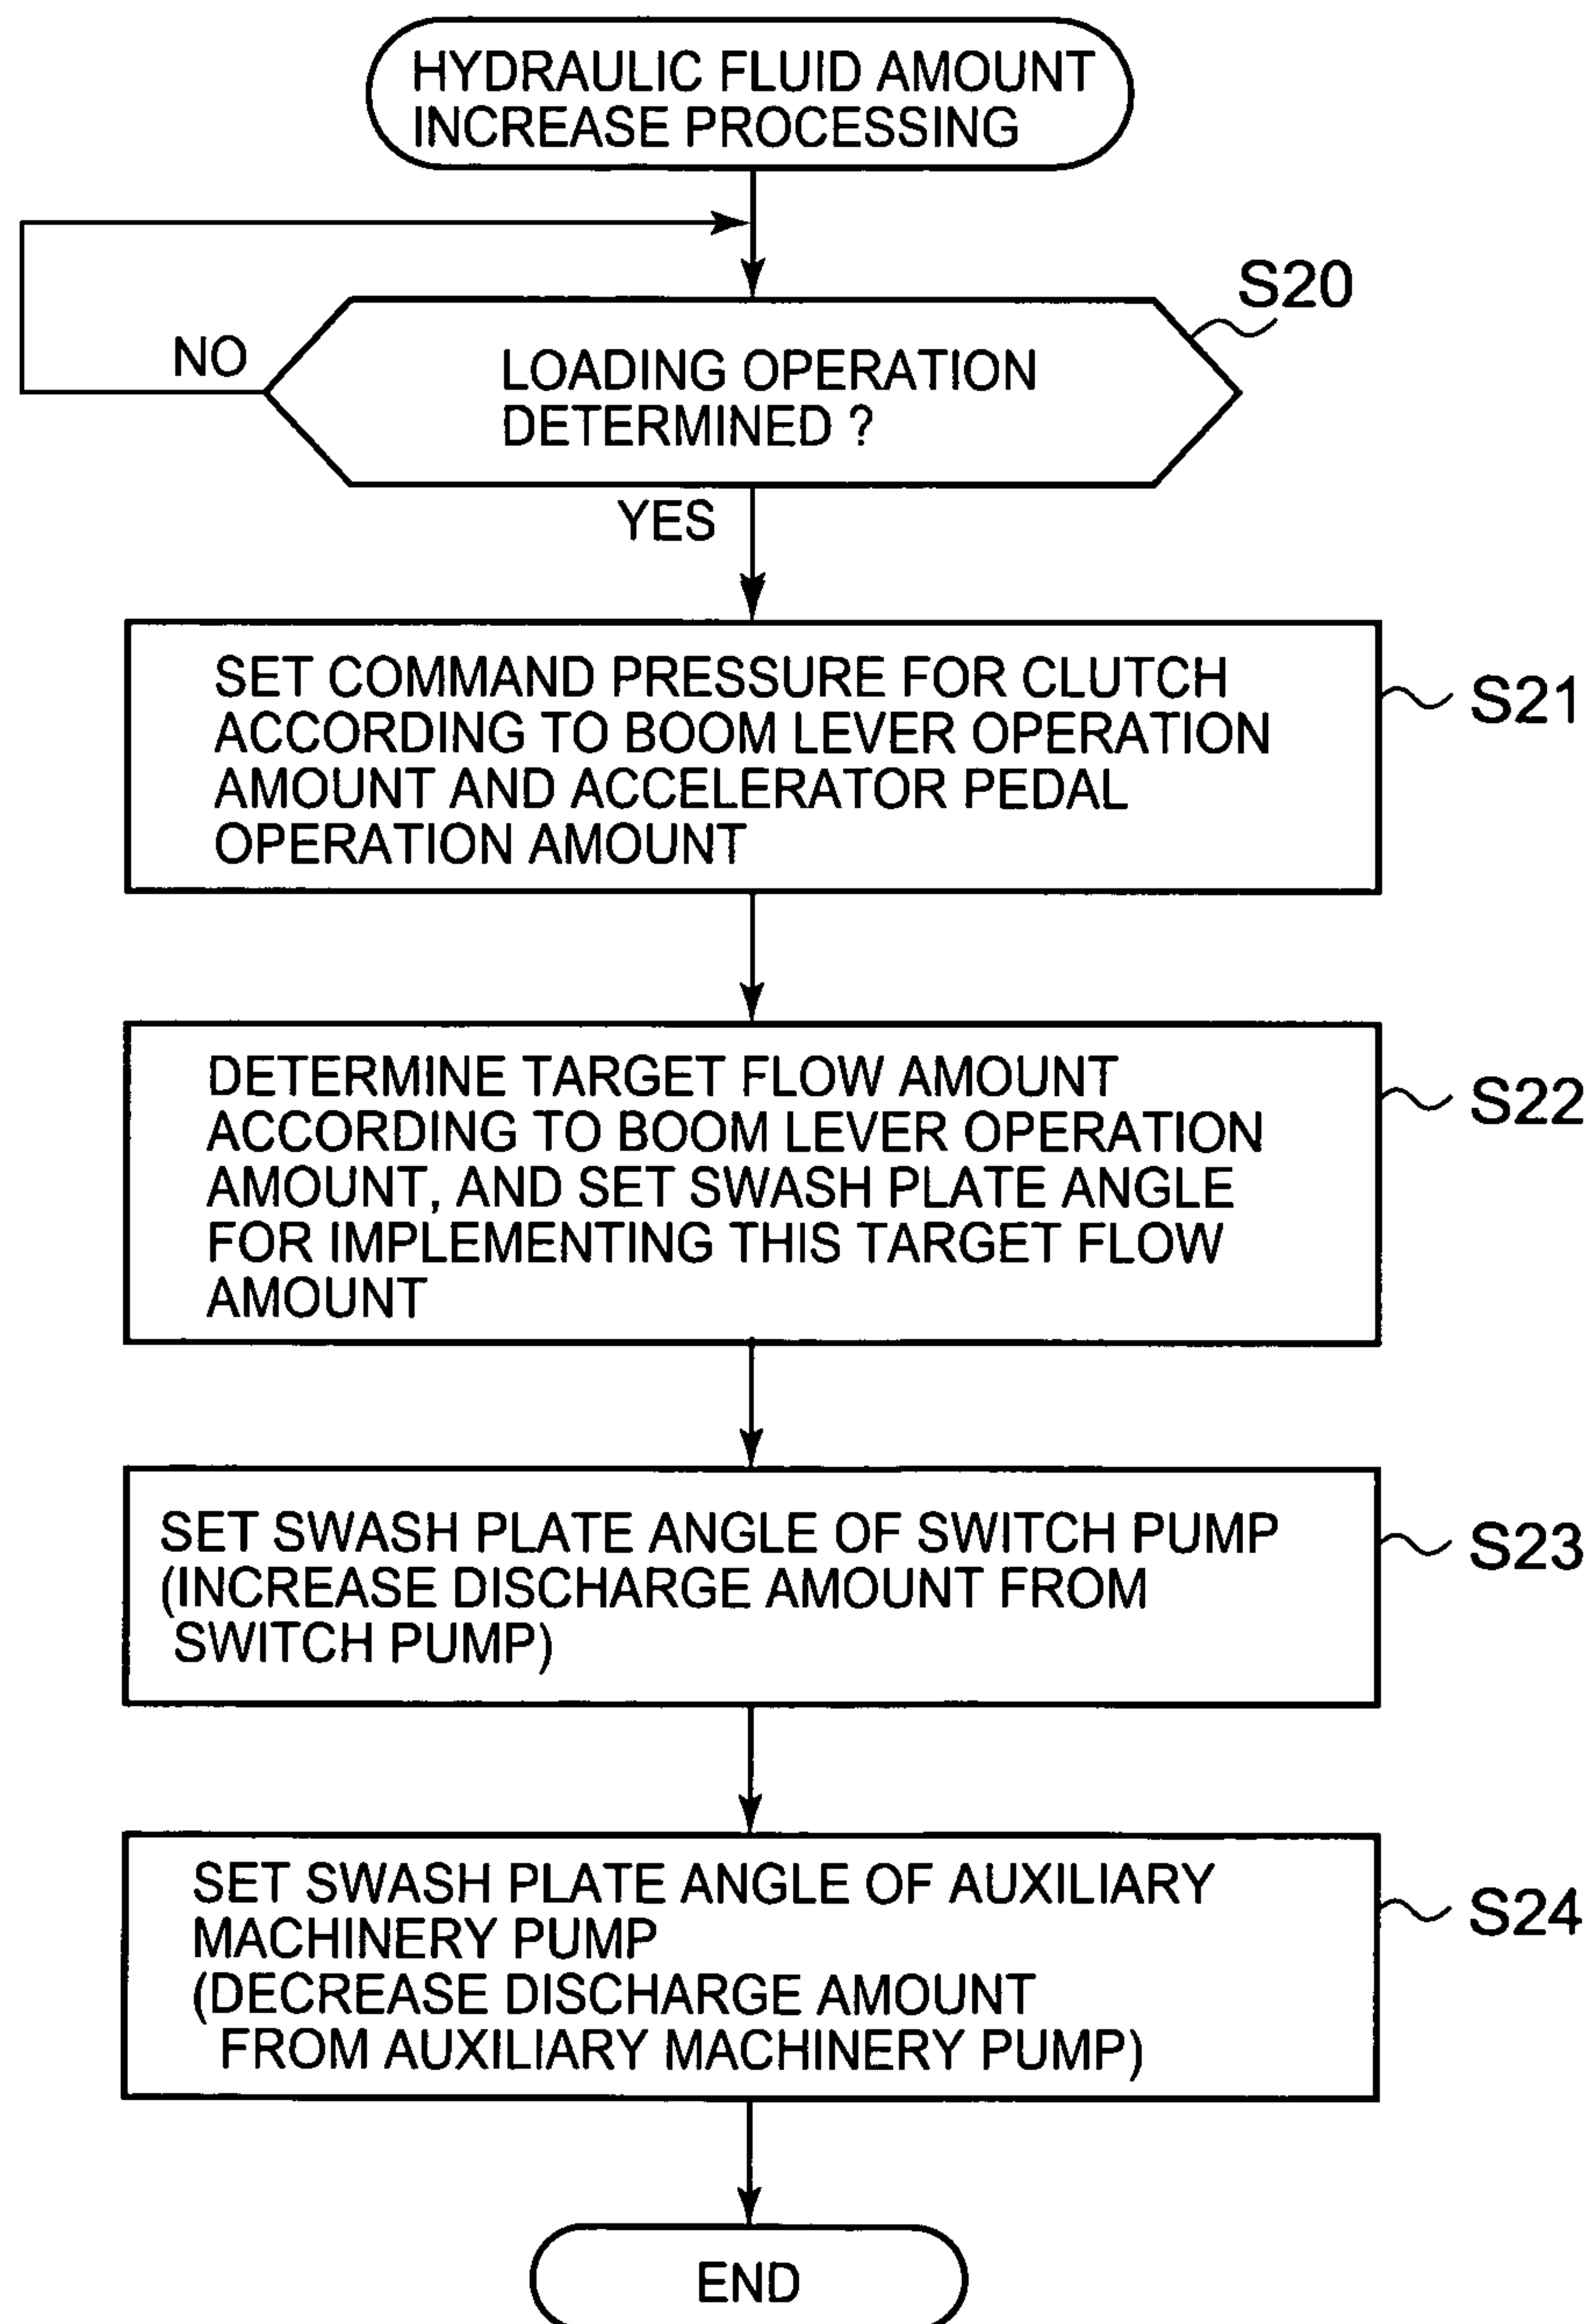 HYDRAULIC FLUID AMOUNT
INCREASE PROCESSING
S20
NO
LOADING OPERATION
DETERMINED ?
YES
SET COMMAND PRESSURE FOR CLUTCH
ACCORDING TO BOOM LEVER OPERATION
AMOUNT AND ACCELERATOR PEDAL
OPERATION AMOUNT
S21
DETERMINE TARGET FLOW AMOUNT
ACCORDING TO BOOM LEVER OPERATION
AMOUNT, AND SET SWASH PLATE ANGLE
FOR IMPLEMENTING THIS TARGET FLOW
AMOUNT
S22
SET SWASH PLATE ANGLE OF SWITCH PUMP
(INCREASE DISCHARGE AMOUNT FROM
SWITCH PUMP)
S23
SET SWASH PLATE ANGLE OF AUXILIARY
MACHINERY PUMP
(DECREASE DISCHARGE AMOUNT
FROM AUXILIARY MACHINERY PUMP)
S24
END